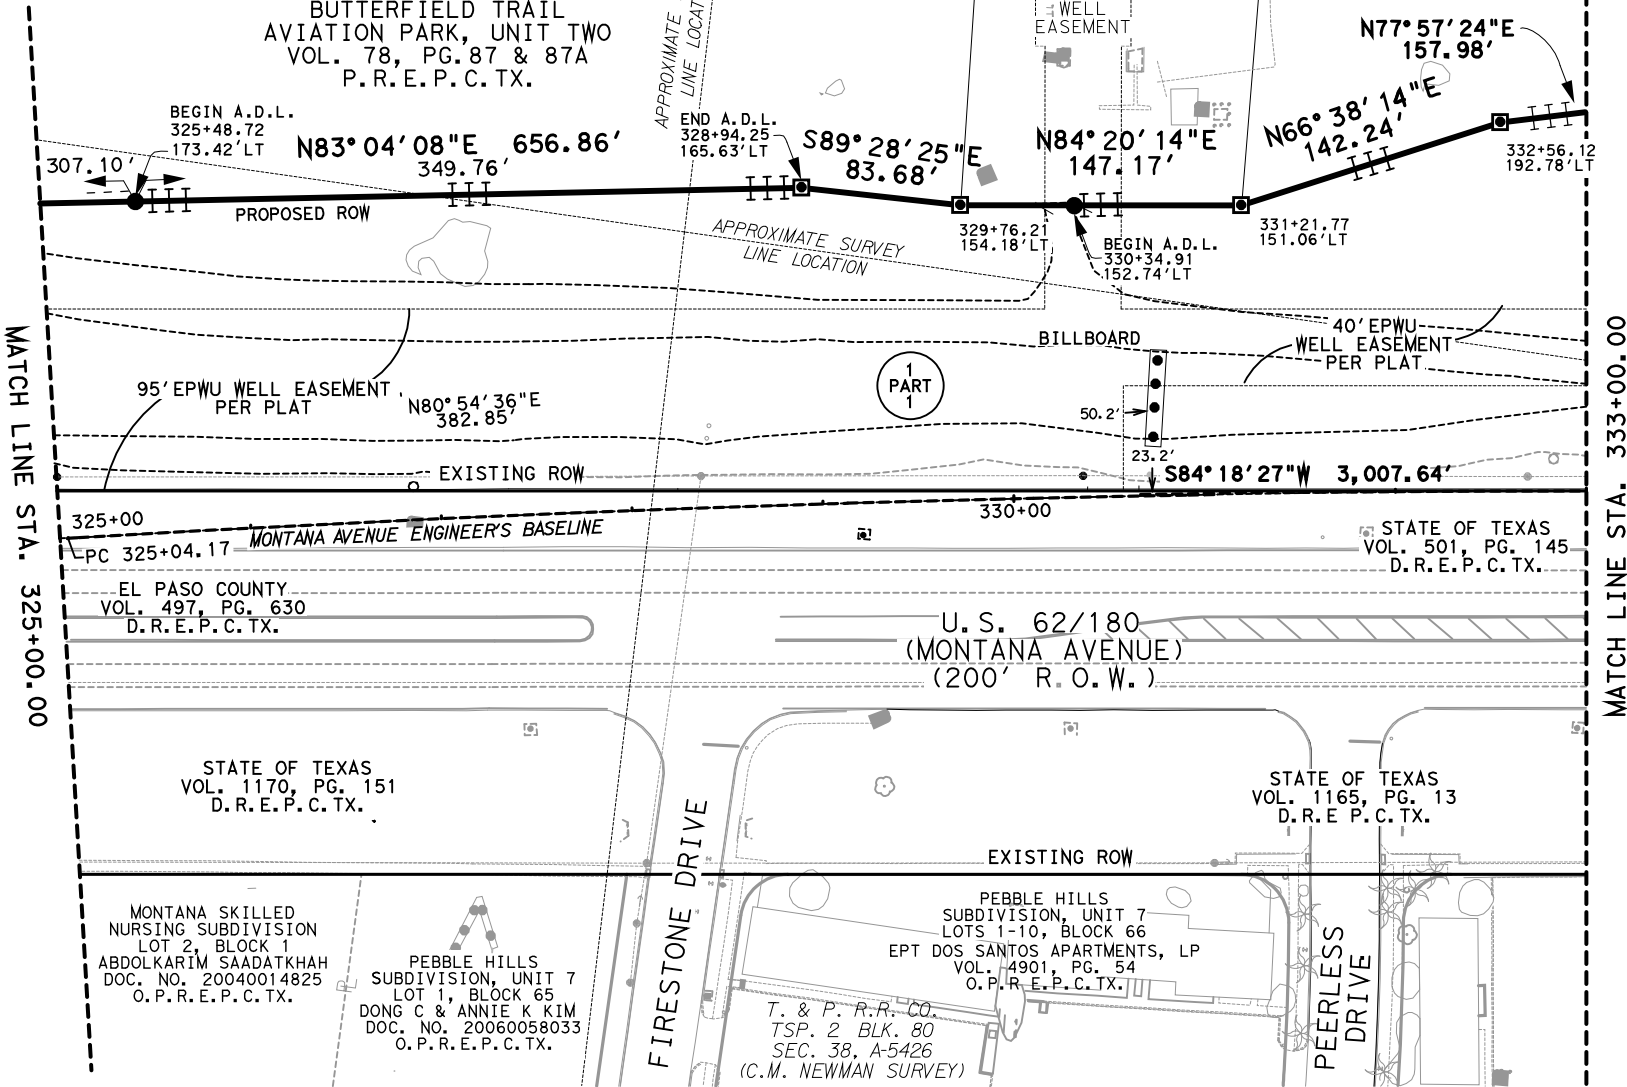 BUTTERFIELD TRAIL
AVIATION PARK, UNIT TWO
VOL. 78, PG.87 & 87A
P.R.E.P.C.TX.
APPROXIMATE
LINE LOCAT
WELL
EASEMENT
N77°57'24"E
157.98'
BEGIN A.D.L.
325+48.72
173.42'LT
307.10'
N83°04'08"E 656.86'
349.76'
END A.D.L.
328+94.25
165.63'LT
S89°28'25"E
83.68'
N84°20'14"E
147.17'
N66°38'14"E
142.24'
332+56.12
192.78'LT
PROPOSED ROW
APPROXIMATE SURVEY
LINE LOCATION
329+76.21
154.18'LT
BEGIN A.D.L.
330+34.91
152.74'LT
331+21.77
151.06'LT
MATCH LINE STA. 325+00.00
MATCH LINE STA. 333+00.00
BILLBOARD
40'EPWU
WELL EASEMENT
PER PLAT
95'EPWU WELL EASEMENT
PER PLAT
N80°54'36"E
382.85'
1
PART
1
50.2'
23.2'
EXISTING ROW
S84°18'27"W 3,007.64'
325+00
330+00
MONTANA AVENUE ENGINEER'S BASELINE
PC 325+04.17
STATE OF TEXAS
VOL. 501, PG. 145
D.R.E.P.C.TX.
EL PASO COUNTY
VOL. 497, PG. 630
D.R.E.P.C.TX.
U.S. 62/180
(MONTANA AVENUE)
(200' R.O.W.)
STATE OF TEXAS
VOL. 1170, PG. 151
D.R.E.P.C.TX.
STATE OF TEXAS
VOL. 1165, PG. 13
D.R.E P.C.TX.
FIRESTONE DRIVE
EXISTING ROW
MONTANA SKILLED
NURSING SUBDIVISION
LOT 2, BLOCK 1
ABDOLKARIM SAADATKHAH
DOC. NO. 20040014825
O.P.R.E.P.C.TX.
PEBBLE HILLS
SUBDIVISION, UNIT 7
LOT 1, BLOCK 65
DONG C & ANNIE K KIM
DOC. NO. 20060058033
O.P.R.E.P.C.TX.
PEBBLE HILLS
SUBDIVISION, UNIT 7
LOTS 1-10, BLOCK 66
EPT DOS SANTOS APARTMENTS, LP
VOL. 4901, PG. 54
O.P.R.E.P.C.TX.
T. & P. R.R. CO.
TSP. 2 BLK. 80
SEC. 38, A-5426
(C.M. NEWMAN SURVEY)
PEERLESS
DRIVE